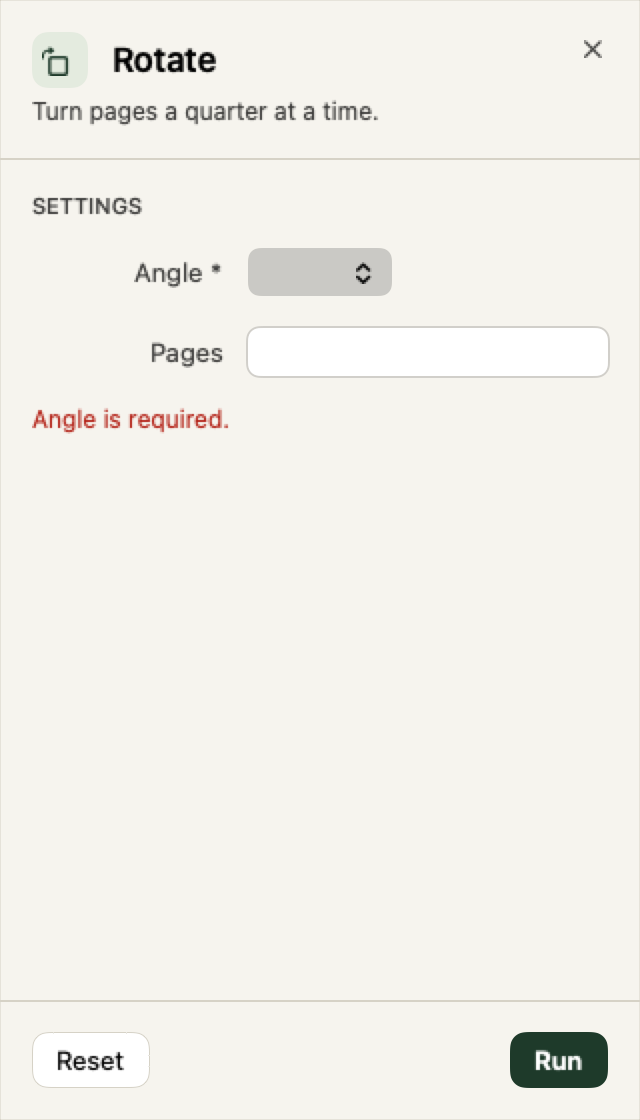 Rotate
Turn pages a quarter at a time.
SETTINGS
Angle *
Pages
Angle is required.
Reset
Run